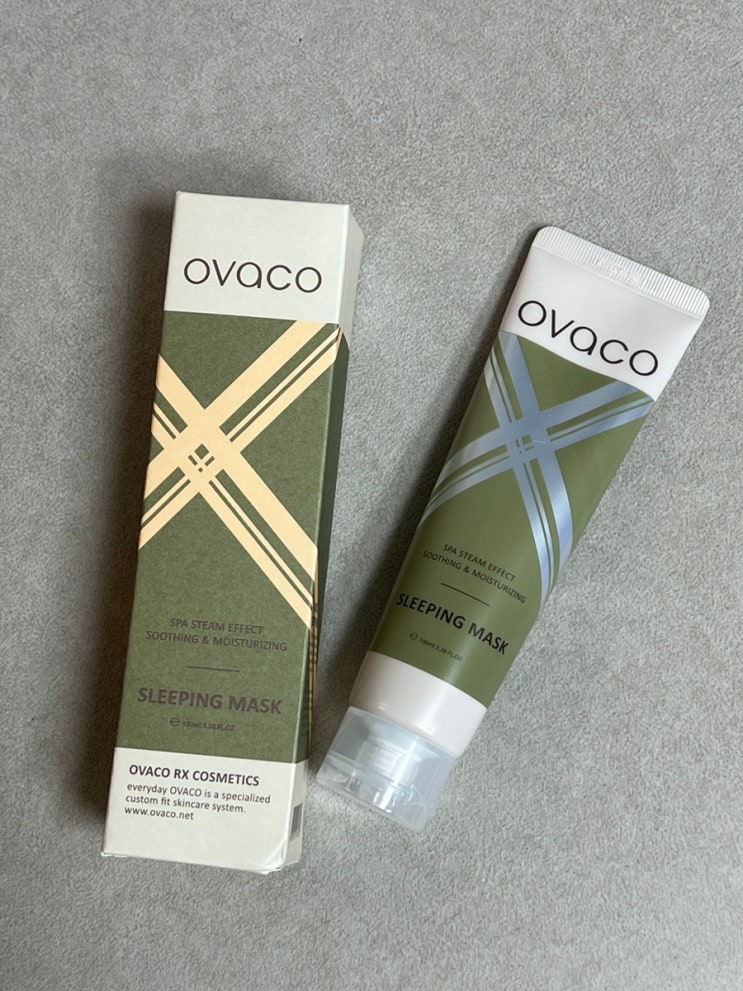 ovaco
SPA STEAM EFFECT
SOOTHING & MOISTURIZING
SLEEPING MASK
℮ 100ml 3.38 FL.OZ
OVACO RX COSMETICS
everyday OVACO is a specialized
custom fit skincare system.
www.ovaco.net
ovaco
SPA STEAM EFFECT
SOOTHING & MOISTURIZING
SLEEPING MASK
℮ 100ml 3.38 FL.OZ